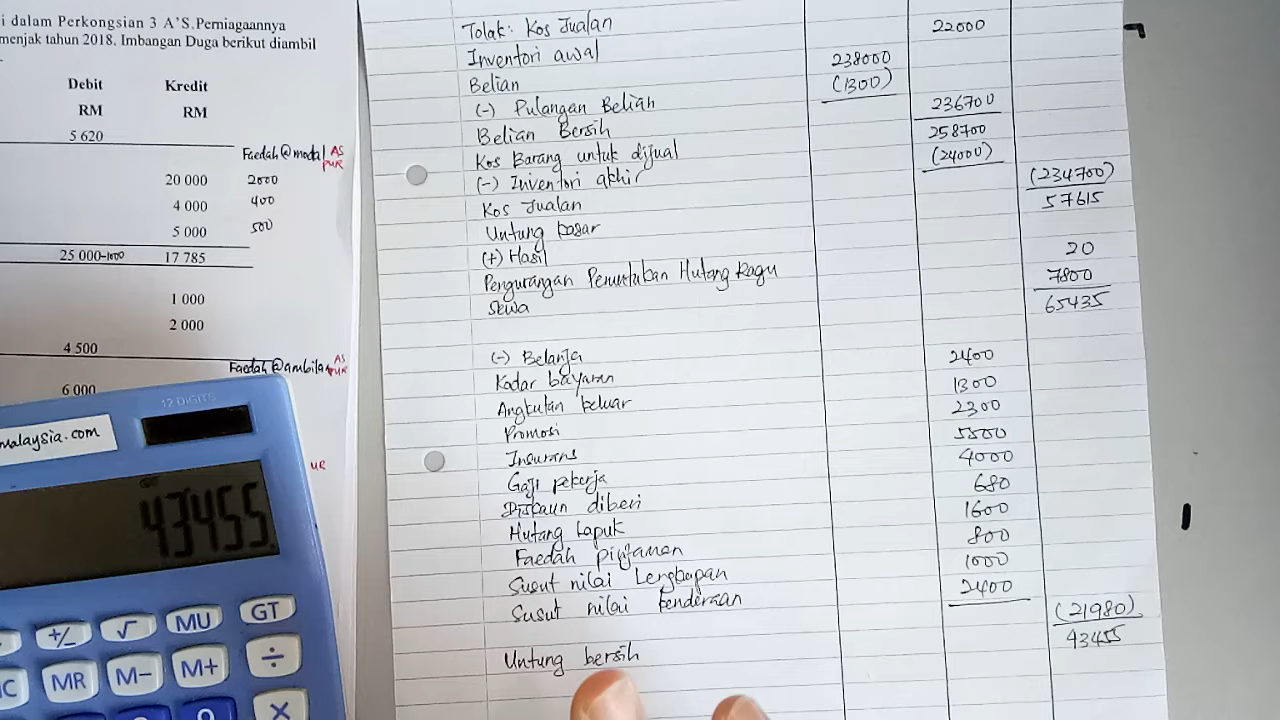 i dalam Perkongsian 3 A'S.Perniagaannya
menjak tahun 2018. Imbangan Duga berikut diambil
Debit Kredit
RM RM
5 620
Faedah@modal AS
PUR
20 000 2000
4 000 400
5 000 500
25 000-1000 17 785
1 000
2 000
4 500
Faedah@ambilan AS
PUR
6 000
UR
12 DIGITS
malaysia.com
43455
+/- √ MU GT
MR M- M+ ÷
×
Tolak: Kos Jualan
Inventori awal 22000
Belian 238000
(-) Pulangan Belian (1300)
Belian Bersih 236700
Kos Barang untuk dijual 258700
(-) Inventori akhir (24000)
Kos Jualan (234700)
Untung kasar 57615
(+) Hasil
Pengurangan Peruntukan Hutang Ragu 20
Sewa 7800
65435
(-) Belanja
Kadar bayaran 2400
Angkutan keluar 1300
Promosi 2300
Insurans 5500
Gaji pekerja 4000
Diskaun diberi 680
Hutang lapuk 1600
Faedah pinjaman 800
Susut nilai Lengkapan 1000
Susut nilai kenderaan 2400
(21980)
Untung bersih 43455